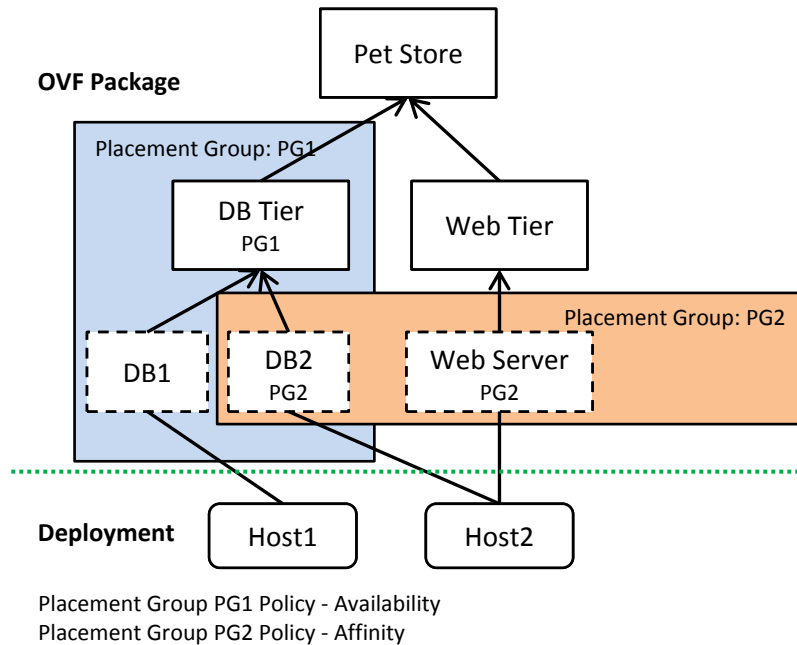 Pet Store
OVF Package
Placement Group: PG1
DB Tier
PG1
Web Tier
Placement Group: PG2
DB1
DB2
PG2
Web Server
PG2
Deployment
Host1
Host2
Placement Group PG1 Policy - Availability
Placement Group PG2 Policy - Affinity